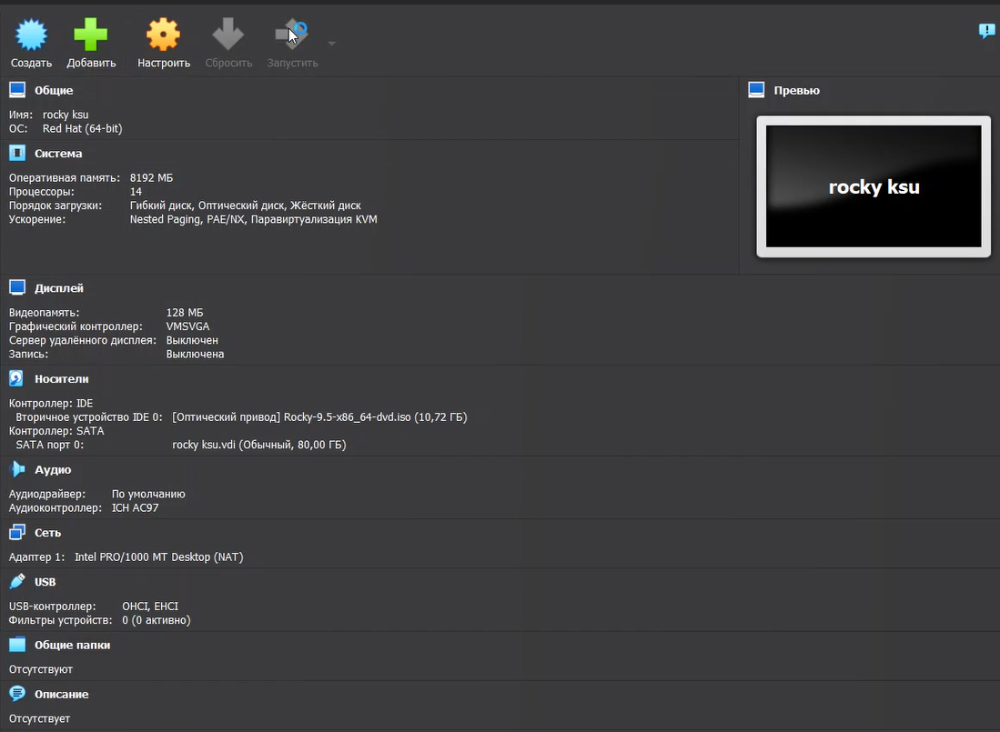 Создать Добавить Настроить Сбросить Запустить
Общие
Имя: rocky ksu
ОС: Red Hat (64-bit)
Превью
rocky ksu
Система
Оперативная память: 8192 МБ
Процессоры: 14
Порядок загрузки: Гибкий диск, Оптический диск, Жёсткий диск
Ускорение: Nested Paging, PAE/NX, Паравиртуализация KVM
Дисплей
Видеопамять: 128 МБ
Графический контроллер: VMSVGA
Сервер удалённого дисплея: Выключен
Запись: Выключена
Носители
Контроллер: IDE
Вторичное устройство IDE 0: [Оптический привод] Rocky-9.5-x86_64-dvd.iso (10,72 ГБ)
Контроллер: SATA
SATA порт 0: rocky ksu.vdi (Обычный, 80,00 ГБ)
Аудио
Аудиодрайвер: По умолчанию
Аудиоконтроллер: ICH AC97
Сеть
Адаптер 1: Intel PRO/1000 MT Desktop (NAT)
USB
USB-контроллер: OHCI, EHCI
Фильтры устройств: 0 (0 активно)
Общие папки
Отсутствуют
Описание
Отсутствует